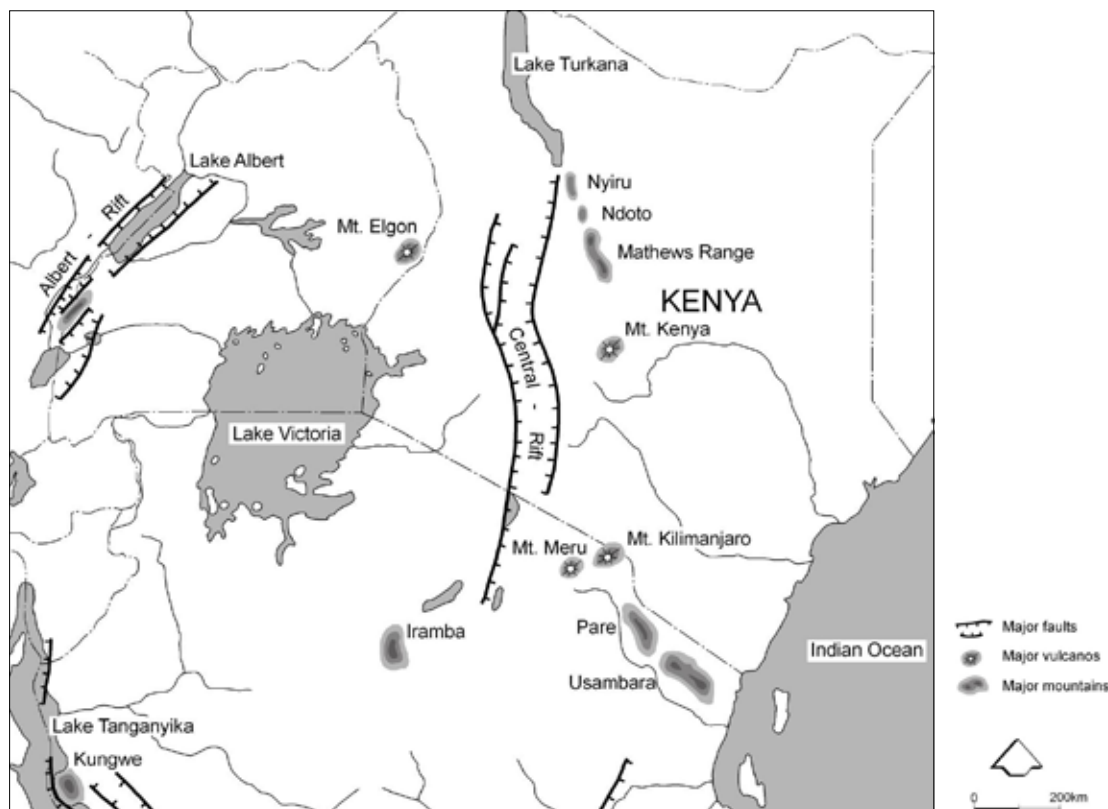 Lake Turkana
Lake Albert
Nyiru
Rift
Ndoto
Mt. Elgon
Mathews Range
-
Albert
KENYA
Mt. Kenya
Central - Rift
Lake Victoria
Mt. Kilimanjaro
Mt. Meru
Pare
Iramba
Indian Ocean
Usambara
Lake Tanganyika
Kungwe
Major faults
Major vulcanos
Major mountains
0 200km